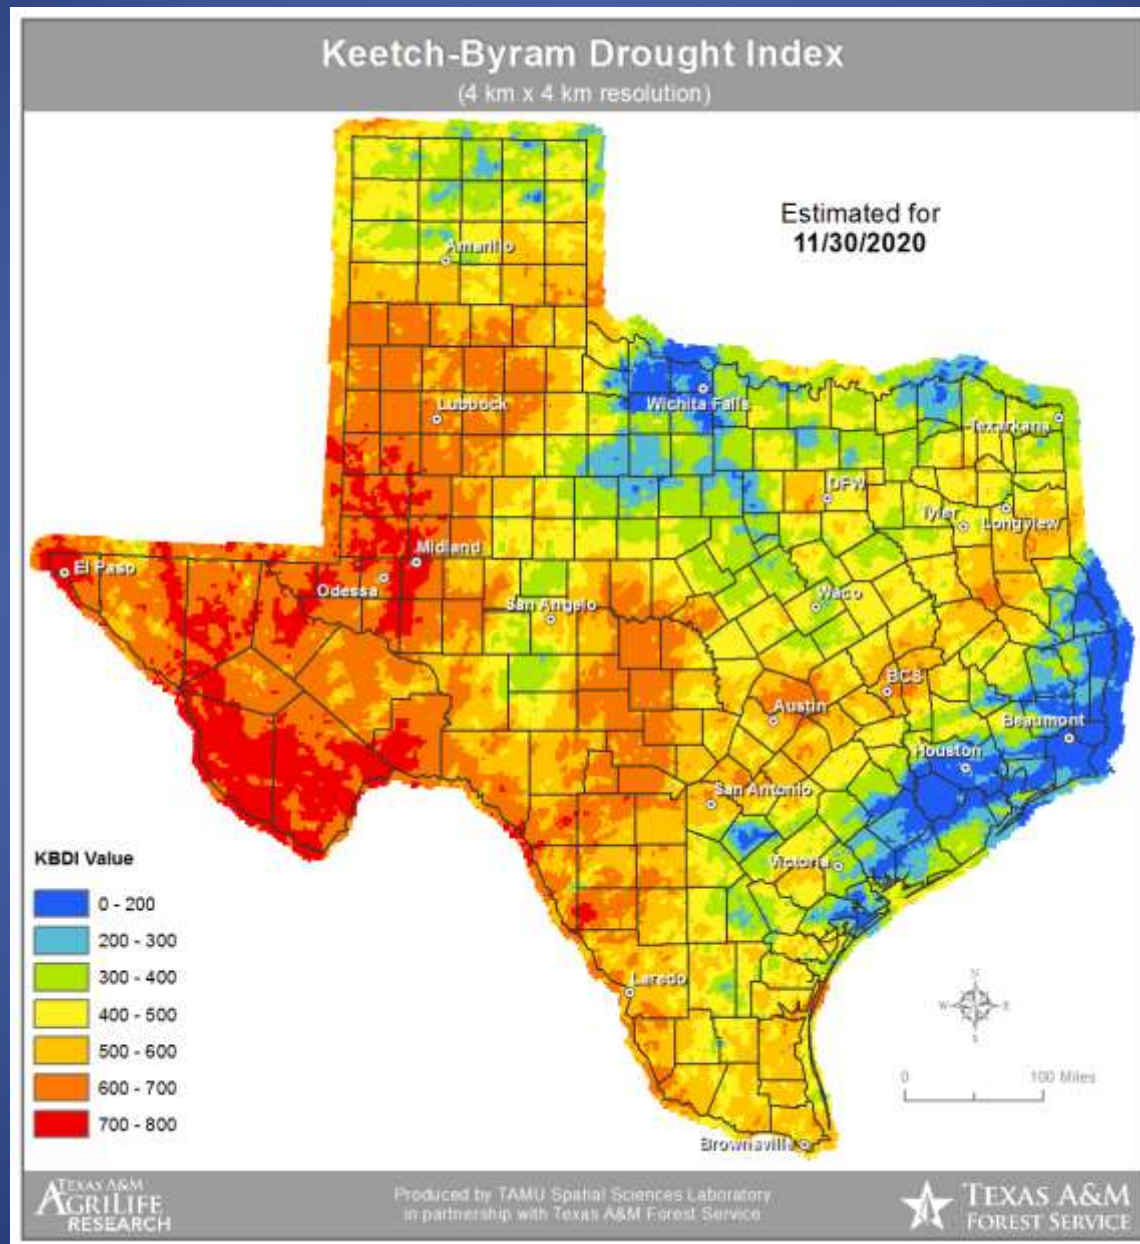 Keetch-Byram Drought Index
(4 km x 4 km resolution)
Estimated for
11/30/2020
Amarillo
Lubbock
Wichita Falls
Texarkana
DFW
Tyler
Longview
Midland
El Paso
Odessa
San Angelo
Waco
BCS
Austin
Beaumont
Houston
San Antonio
Victoria
Laredo
Brownsville
KBDI Value
0 - 200
200 - 300
300 - 400
400 - 500
500 - 600
600 - 700
700 - 800
N
W E
S
0 100 Miles
TEXAS A&M
AGRILIFE
RESEARCH
Produced by TAMU Spatial Sciences Laboratory
in partnership with Texas A&M Forest Service
TEXAS A&M
FOREST SERVICE